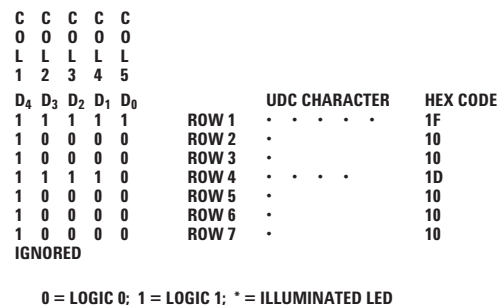 C C C C C
O O O O O
L L L L L
1 2 3 4 5
D4 D3 D2 D1 D0 UDC CHARACTER HEX CODE
1 1 1 1 1 ROW 1 • • • • • 1F
1 0 0 0 0 ROW 2 • 10
1 0 0 0 0 ROW 3 • 10
1 1 1 1 0 ROW 4 • • • • 1D
1 0 0 0 0 ROW 5 • 10
1 0 0 0 0 ROW 6 • 10
1 0 0 0 0 ROW 7 • 10
IGNORED
0 = LOGIC 0; 1 = LOGIC 1; * = ILLUMINATED LED